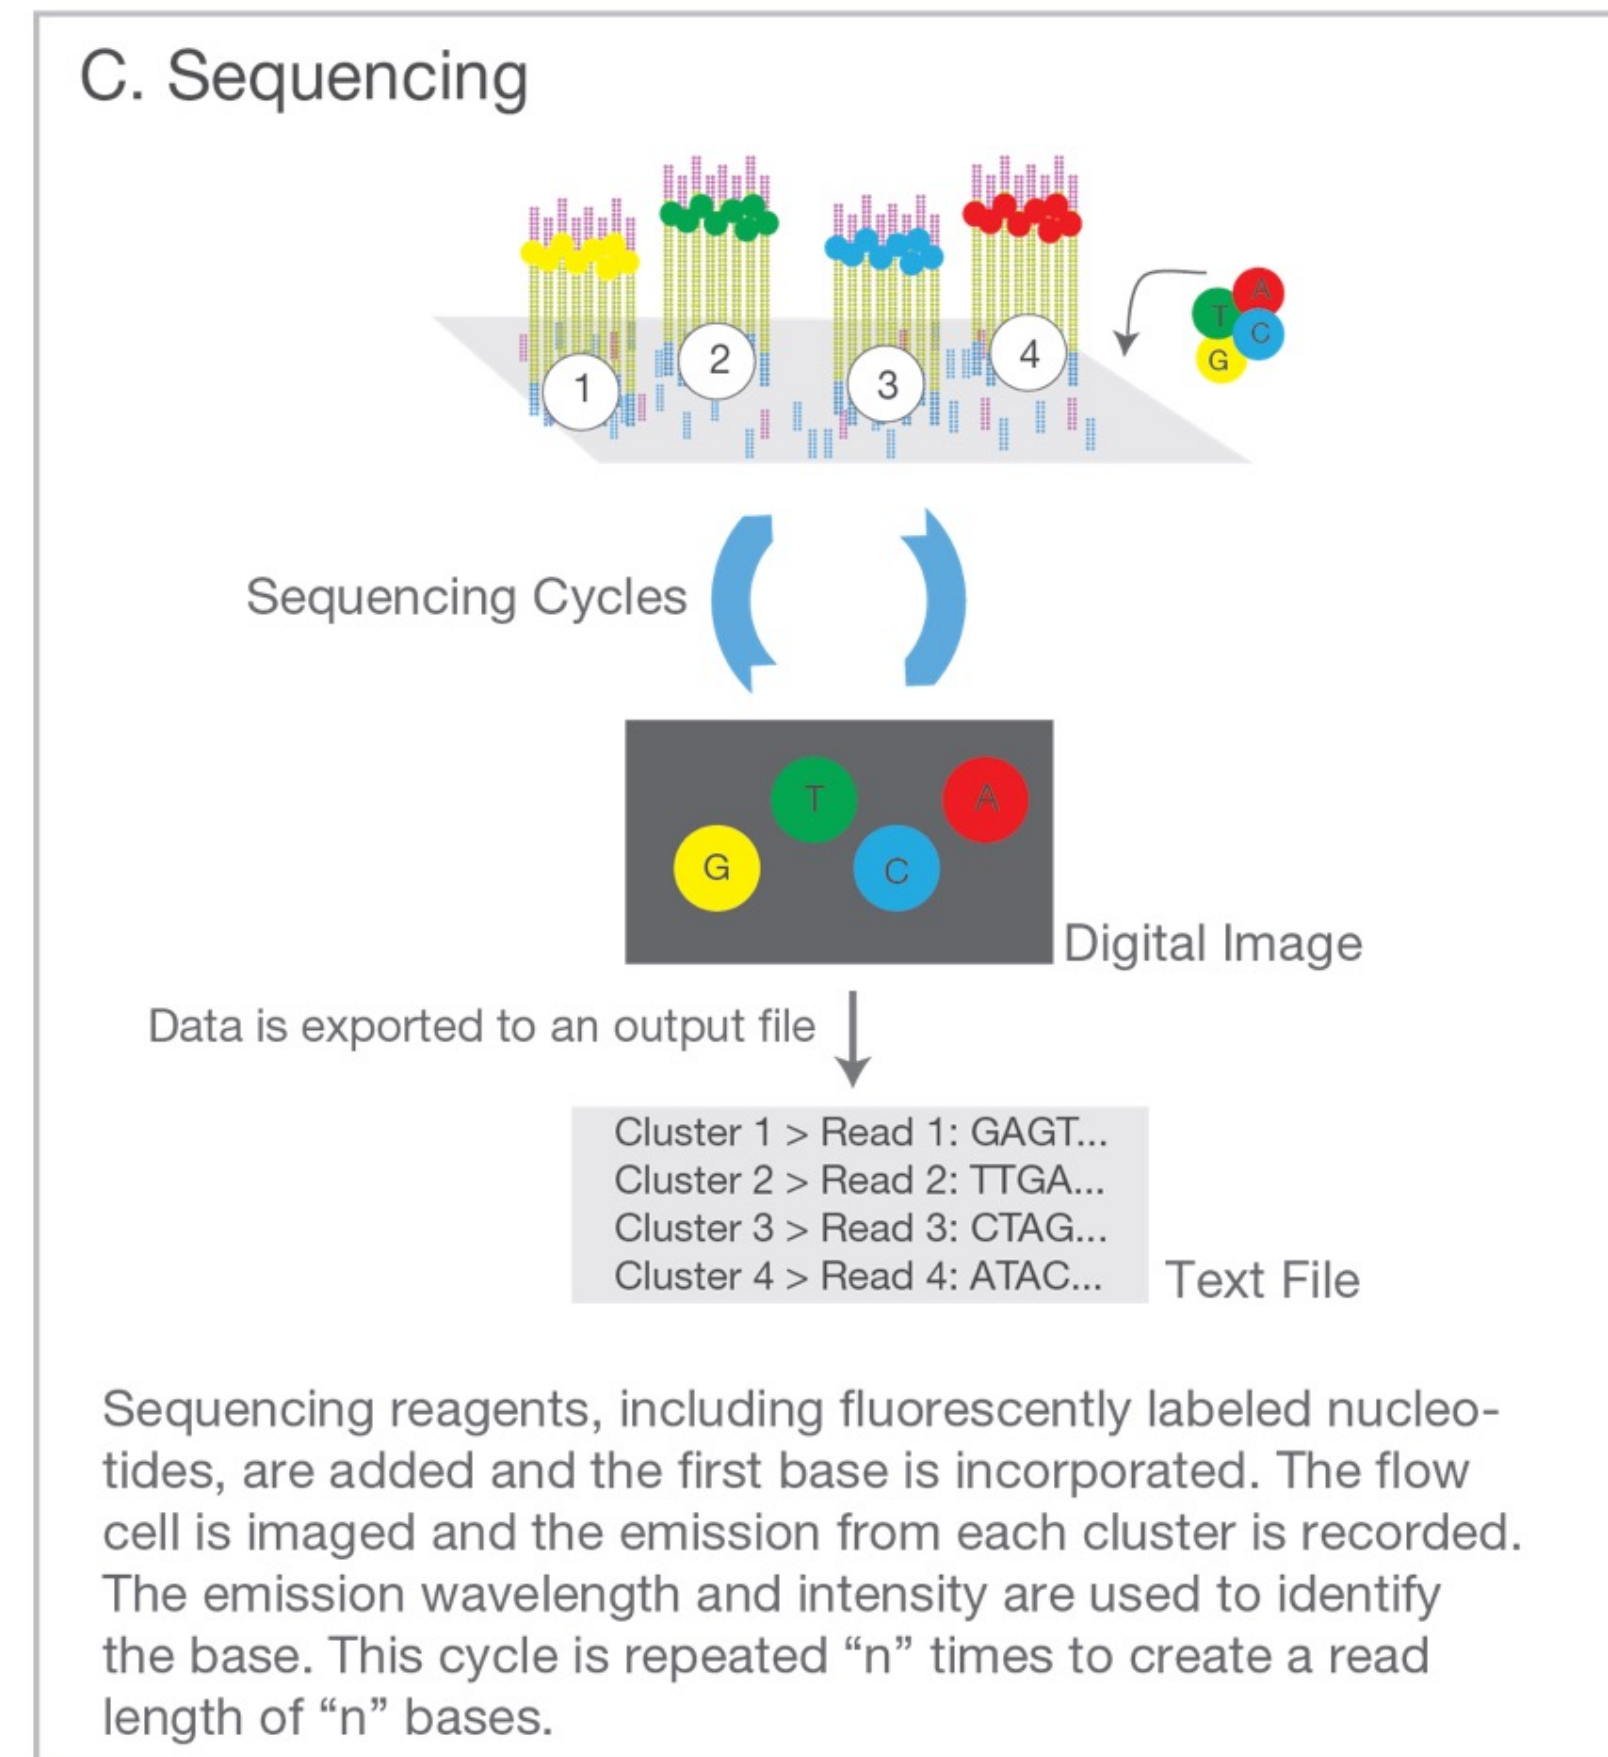 C. Sequencing
1
2
3
4
A
T
C
G
Sequencing Cycles
T
A
G
C
Digital Image
Data is exported to an output file
Cluster 1 > Read 1: GAGT...
Cluster 2 > Read 2: TTGA...
Cluster 3 > Read 3: CTAG...
Cluster 4 > Read 4: ATAC...
Text File
Sequencing reagents, including fluorescently labeled nucleo-
tides, are added and the first base is incorporated. The flow
cell is imaged and the emission from each cluster is recorded.
The emission wavelength and intensity are used to identify
the base. This cycle is repeated “n” times to create a read
length of “n” bases.